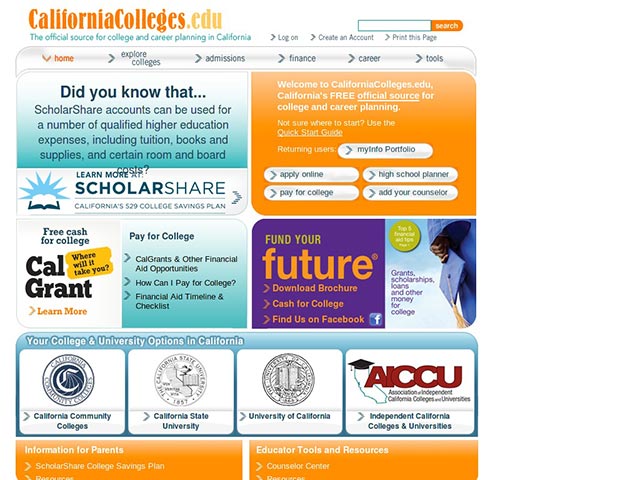 CaliforniaColleges.edu
The official source for college and career planning in California
search
Log on
Create an Account
Print this Page
home
explore
colleges
admissions
finance
career
tools
Did you know that...
ScholarShare accounts can be used for
a number of qualified higher education
expenses, including tuition, books and
supplies, and certain room and board
costs?
LEARN MORE AT:
SCHOLARSHARE
CALIFORNIA'S 529 COLLEGE SAVINGS PLAN
Welcome to CaliforniaColleges.edu,
California's FREE official source for
college and career planning.
Not sure where to start? Use the
Quick Start Guide
Returning users:
myInfo Portfolio
apply online
high school planner
pay for college
add your counselor
Free cash
for college
Cal
Grant
Where
will it
take you?
Learn More
Pay for College
CalGrants & Other Financial
Aid Opportunities
How Can I Pay for College?
Financial Aid Timeline &
Checklist
FUND YOUR
future®
Download Brochure
Cash for College
Find Us on Facebook
Top 5
financial
aid tips
Grants,
scholarships,
loans
and other
money for
college
Your College & University Options in California
California Community
Colleges
California State
University
University of California
AICCU
Association of Independent
California Colleges and Universities
Independent California
Colleges & Universities
Information for Parents
ScholarShare College Savings Plan
Resources
Educator Tools and Resources
Counselor Center
Resources